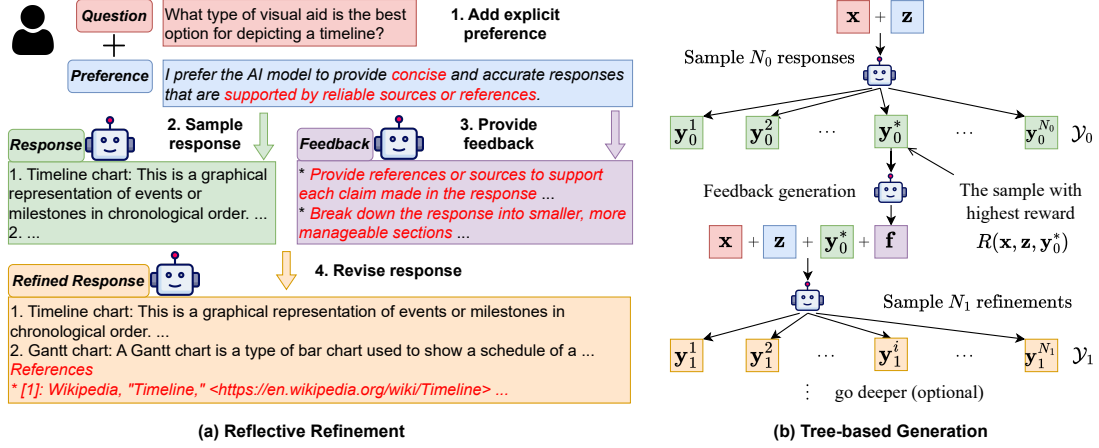 Question
What type of visual aid is the best
option for depicting a timeline?
1. Add explicit
preference
+
Preference
I prefer the AI model to provide concise and accurate responses
that are supported by reliable sources or references.
Response
2. Sample
response
1. Timeline chart: This is a graphical
representation of events or
milestones in chronological order. ...
2. ...
Feedback
3. Provide
feedback
* Provide references or sources to support
each claim made in the response ...
* Break down the response into smaller, more
manageable sections ...
4. Revise response
Refined Response
1. Timeline chart: This is a graphical representation of events or milestones in
chronological order. ...
2. Gantt chart: A Gantt chart is a type of bar chart used to show a schedule of a ...
References
* [1]: Wikipedia, "Timeline," <https://en.wikipedia.org/wiki/Timeline> ...
(a) Reflective Refinement
x + z
Sample N₀ responses
y₀¹ y₀² ... y₀* ... y₀^{N₀} 𝒴₀
Feedback generation
The sample with
highest reward
R(x, z, y₀*)
x + z + y₀* + f
Sample N₁ refinements
y₁¹ y₁² ... y₁ⁱ ... y₁^{N₁} 𝒴₁
⋮ go deeper (optional)
(b) Tree-based Generation